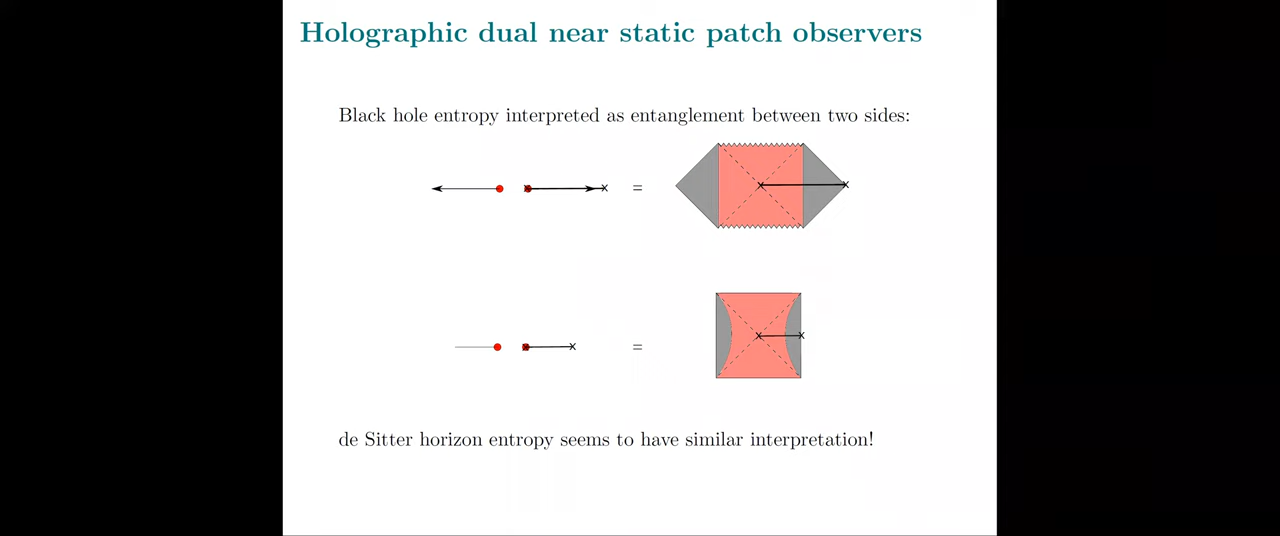 Holographic dual near static patch observers
Black hole entropy interpreted as entanglement between two sides:
=
=
de Sitter horizon entropy seems to have similar interpretation!